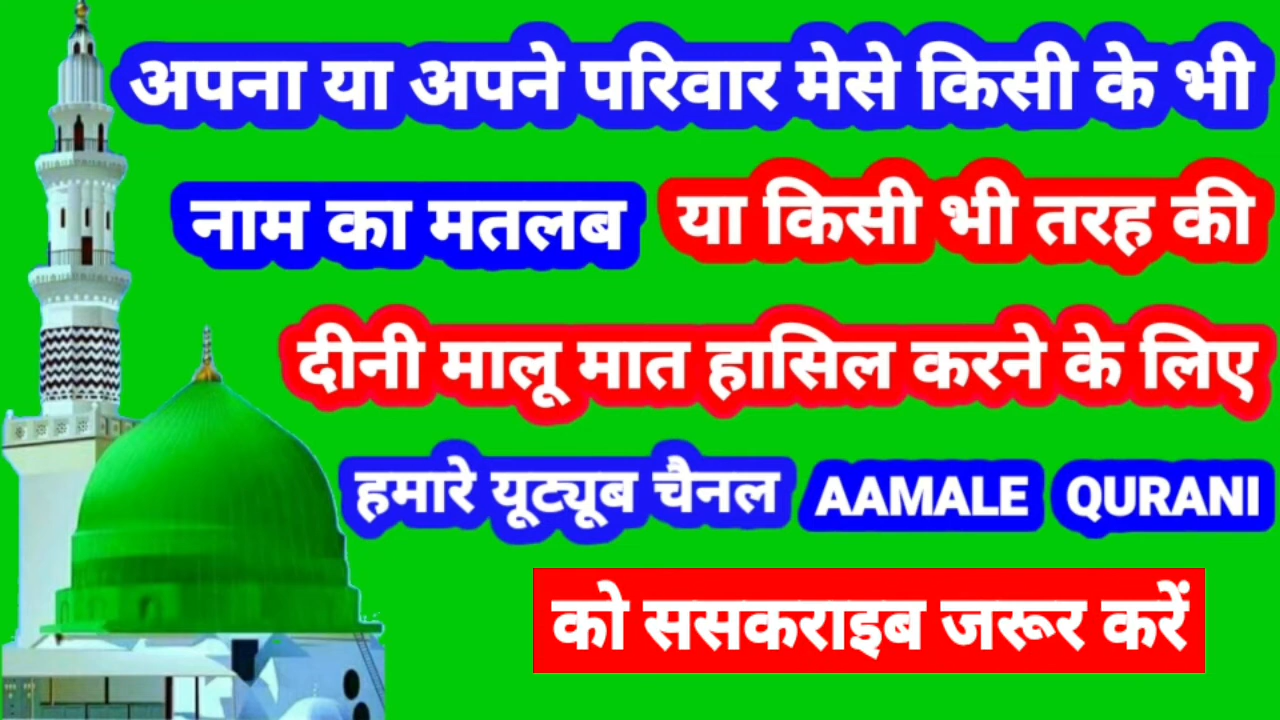 अपना या अपने परिवार मेसे किसी के भी
नाम का मतलब या किसी भी तरह की
दीनी मालू मात हासिल करने के लिए
हमारे यूट्यूब चैनल AAMALE QURANI
को ससकराइब जरूर करें